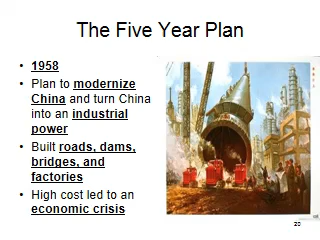 The Five Year Plan
• 1958
• Plan to modernize
China and turn China
into an industrial
power
• Built roads, dams,
bridges, and
factories
• High cost led to an
economic crisis
20